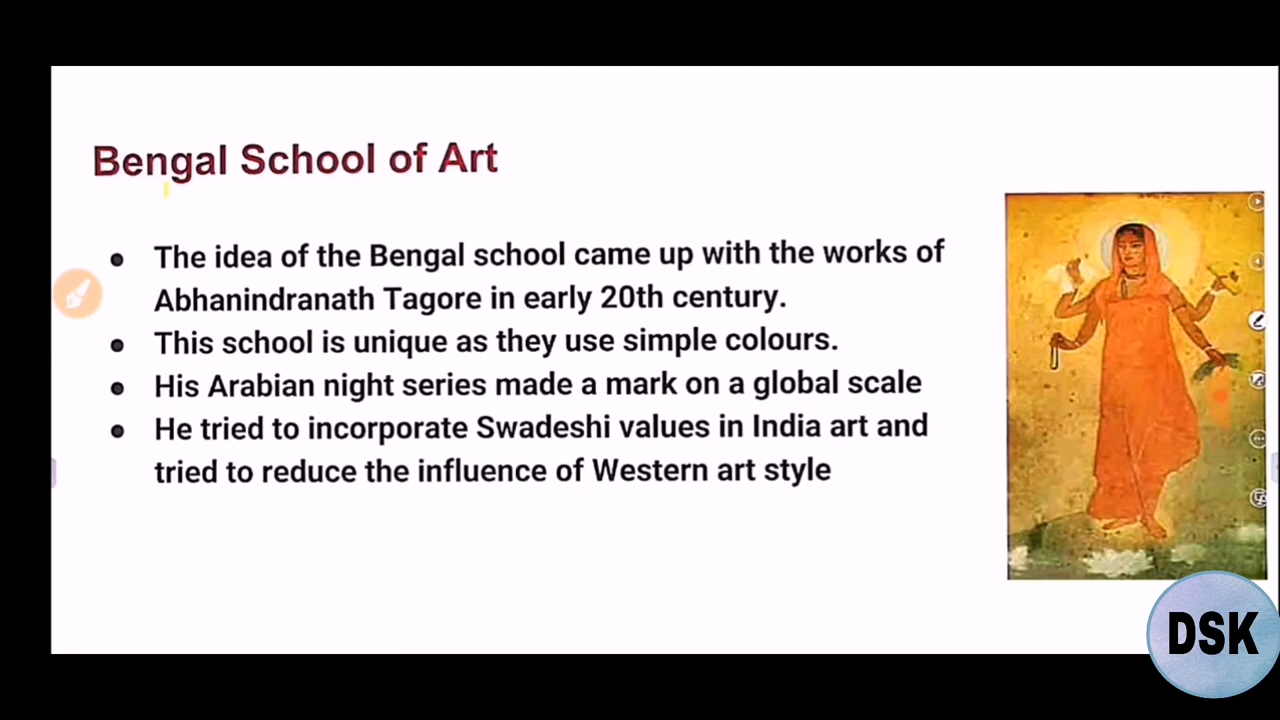 Bengal School of Art
The idea of the Bengal school came up with the works of
Abhanindranath Tagore in early 20th century.
This school is unique as they use simple colours.
His Arabian night series made a mark on a global scale
He tried to incorporate Swadeshi values in India art and
tried to reduce the influence of Western art style
DSK